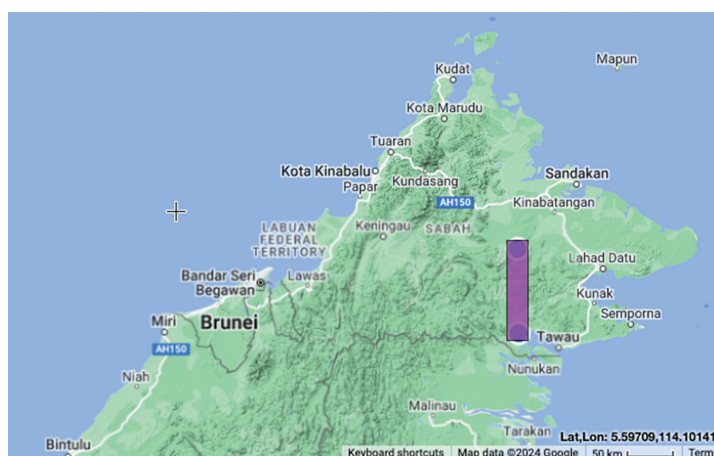 Mapun
Kudat
Kota Marudu
Tuaran
Kota Kinabalu
Kundasang
Sandakan
Papar
AH150
Kinabatangan
LABUAN
FEDERAL
TERRITORY
Keningau
SABAH
Lahad Datu
Bandar Seri
Begawan
Lawas
Kunak
Semporna
Miri
Brunei
Tawau
AH150
Nunukan
Niah
Malinau
Tarakan
Bintulu
Lat,Lon: 5.59709,114.10141
Keyboard shortcuts
Map data ©2024 Google
50 km
Term